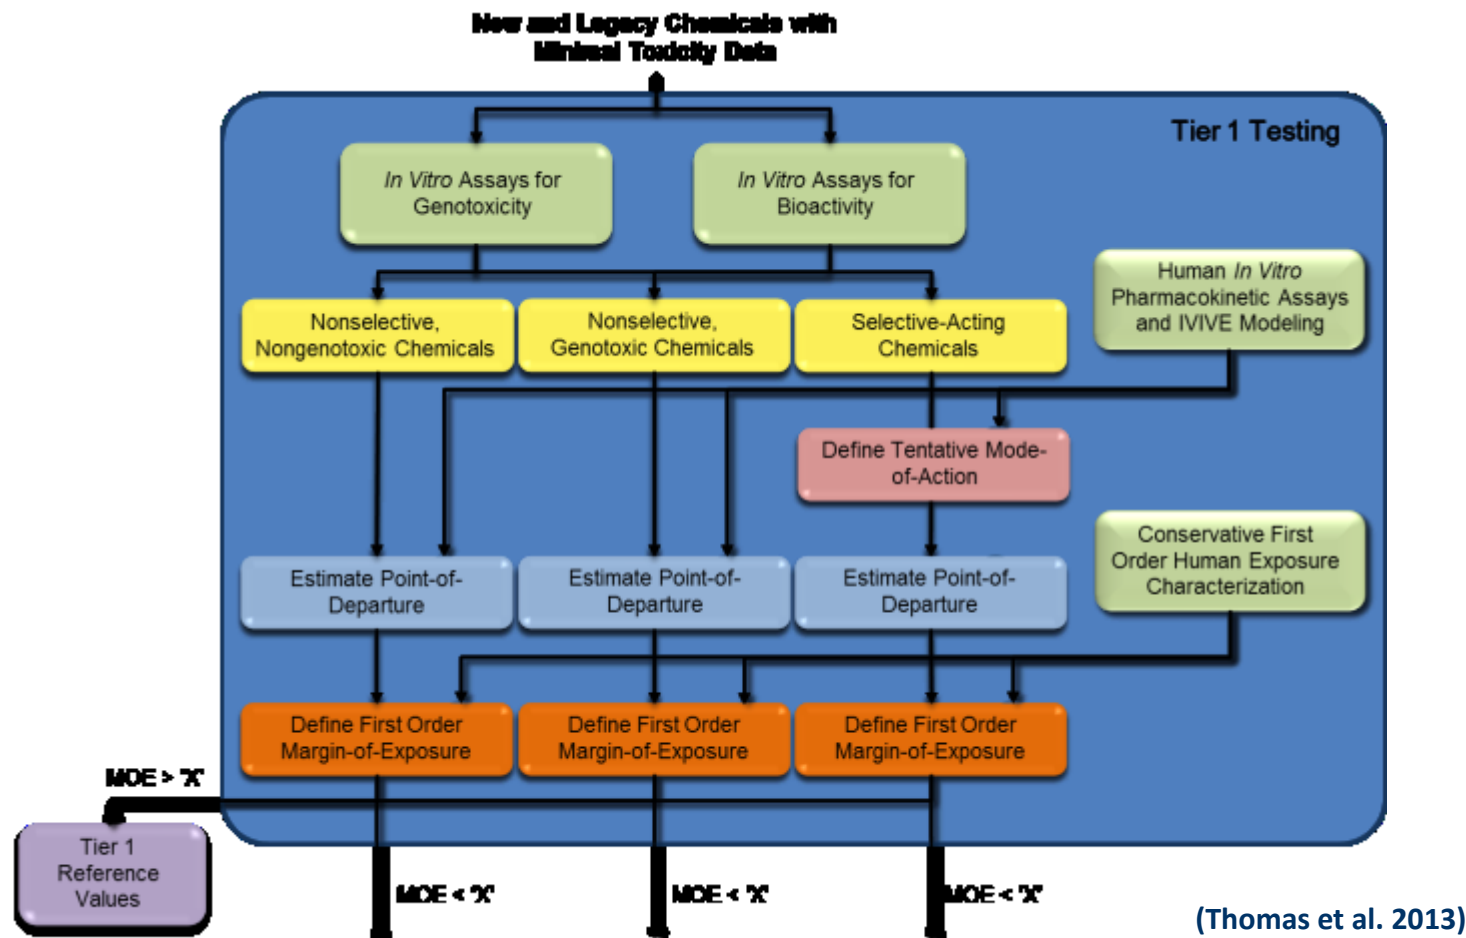 New and Legacy Chemicals with
Minimal Toxicity Data
Tier 1 Testing
In Vitro Assays for
Genotoxicity
In Vitro Assays for
Bioactivity
Human In Vitro
Pharmacokinetic Assays
and IVIVE Modeling
Nonselective,
Nongenotoxic Chemicals
Nonselective,
Genotoxic Chemicals
Selective-Acting
Chemicals
Define Tentative Mode-
of-Action
Conservative First
Order Human Exposure
Characterization
Estimate Point-of-
Departure
Estimate Point-of-
Departure
Estimate Point-of-
Departure
Define First Order
Margin-of-Exposure
Define First Order
Margin-of-Exposure
Define First Order
Margin-of-Exposure
MOE > 'X'
Tier 1
Reference
Values
MOE < 'X'
MOE < 'X'
MOE < 'X'
(Thomas et al. 2013)